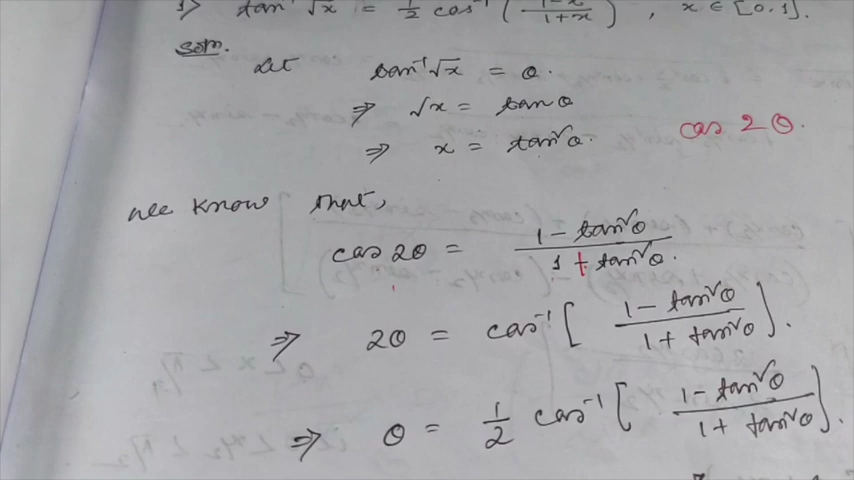 1> tan⁻¹ √x = 1/2 cos⁻¹ ( 1-x / 1+x ) , x ∈ [0,1].
Som.
Let tan⁻¹√x = θ.
⇒ √x = tan θ
⇒ x = tan²θ.
cos 2θ.
We know that,
cos 2θ = 1 - tan²θ / 1 + tan²θ.
⇒ 2θ = cos⁻¹ [ 1 - tan²θ / 1 + tan²θ ].
⇒ θ = 1/2 cos⁻¹ [ 1 - tan²θ / 1 + tan²θ ].